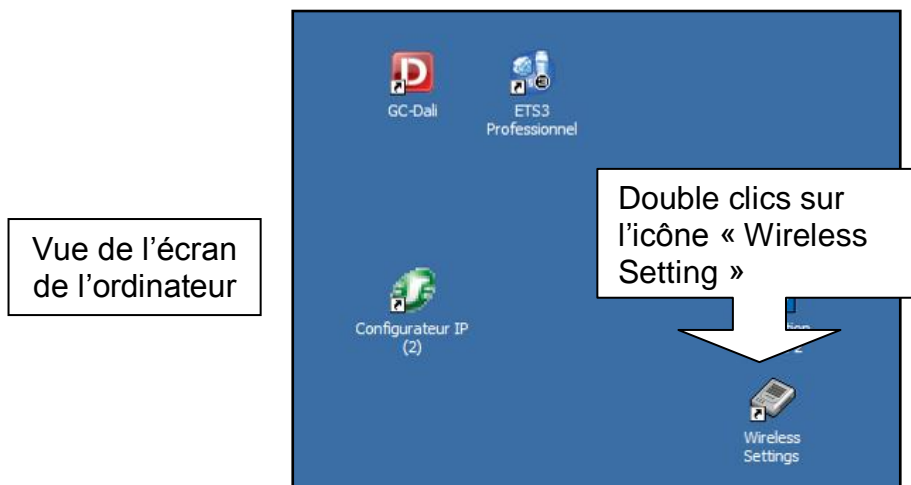 GC-Dali
ETS3
Professionnel
Double clics sur
l'icône « Wireless
Setting »
Vue de l'écran
de l'ordinateur
Configurateur IP
(2)
2
Wireless
Settings